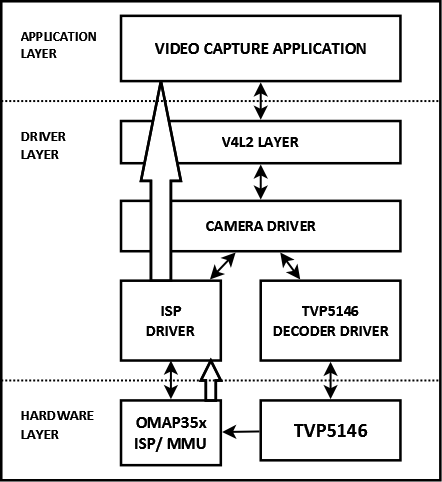 APPLICATION
LAYER
VIDEO CAPTURE APPLICATION
DRIVER
LAYER
V4L2 LAYER
CAMERA DRIVER
ISP
DRIVER
TVP5146
DECODER DRIVER
HARDWARE
LAYER
OMAP35x
ISP/ MMU
TVP5146